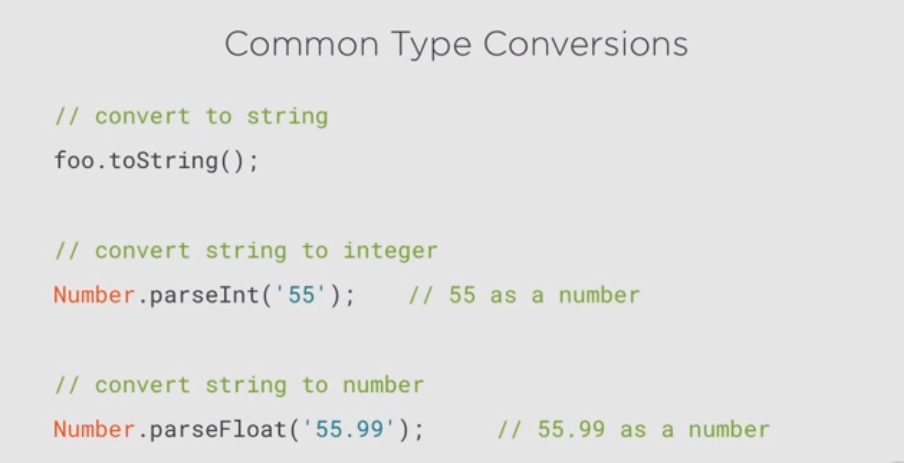 Common Type Conversions
// convert to string
foo.toString();
// convert string to integer
Number.parseInt('55'); // 55 as a number
// convert string to number
Number.parseFloat('55.99'); // 55.99 as a number